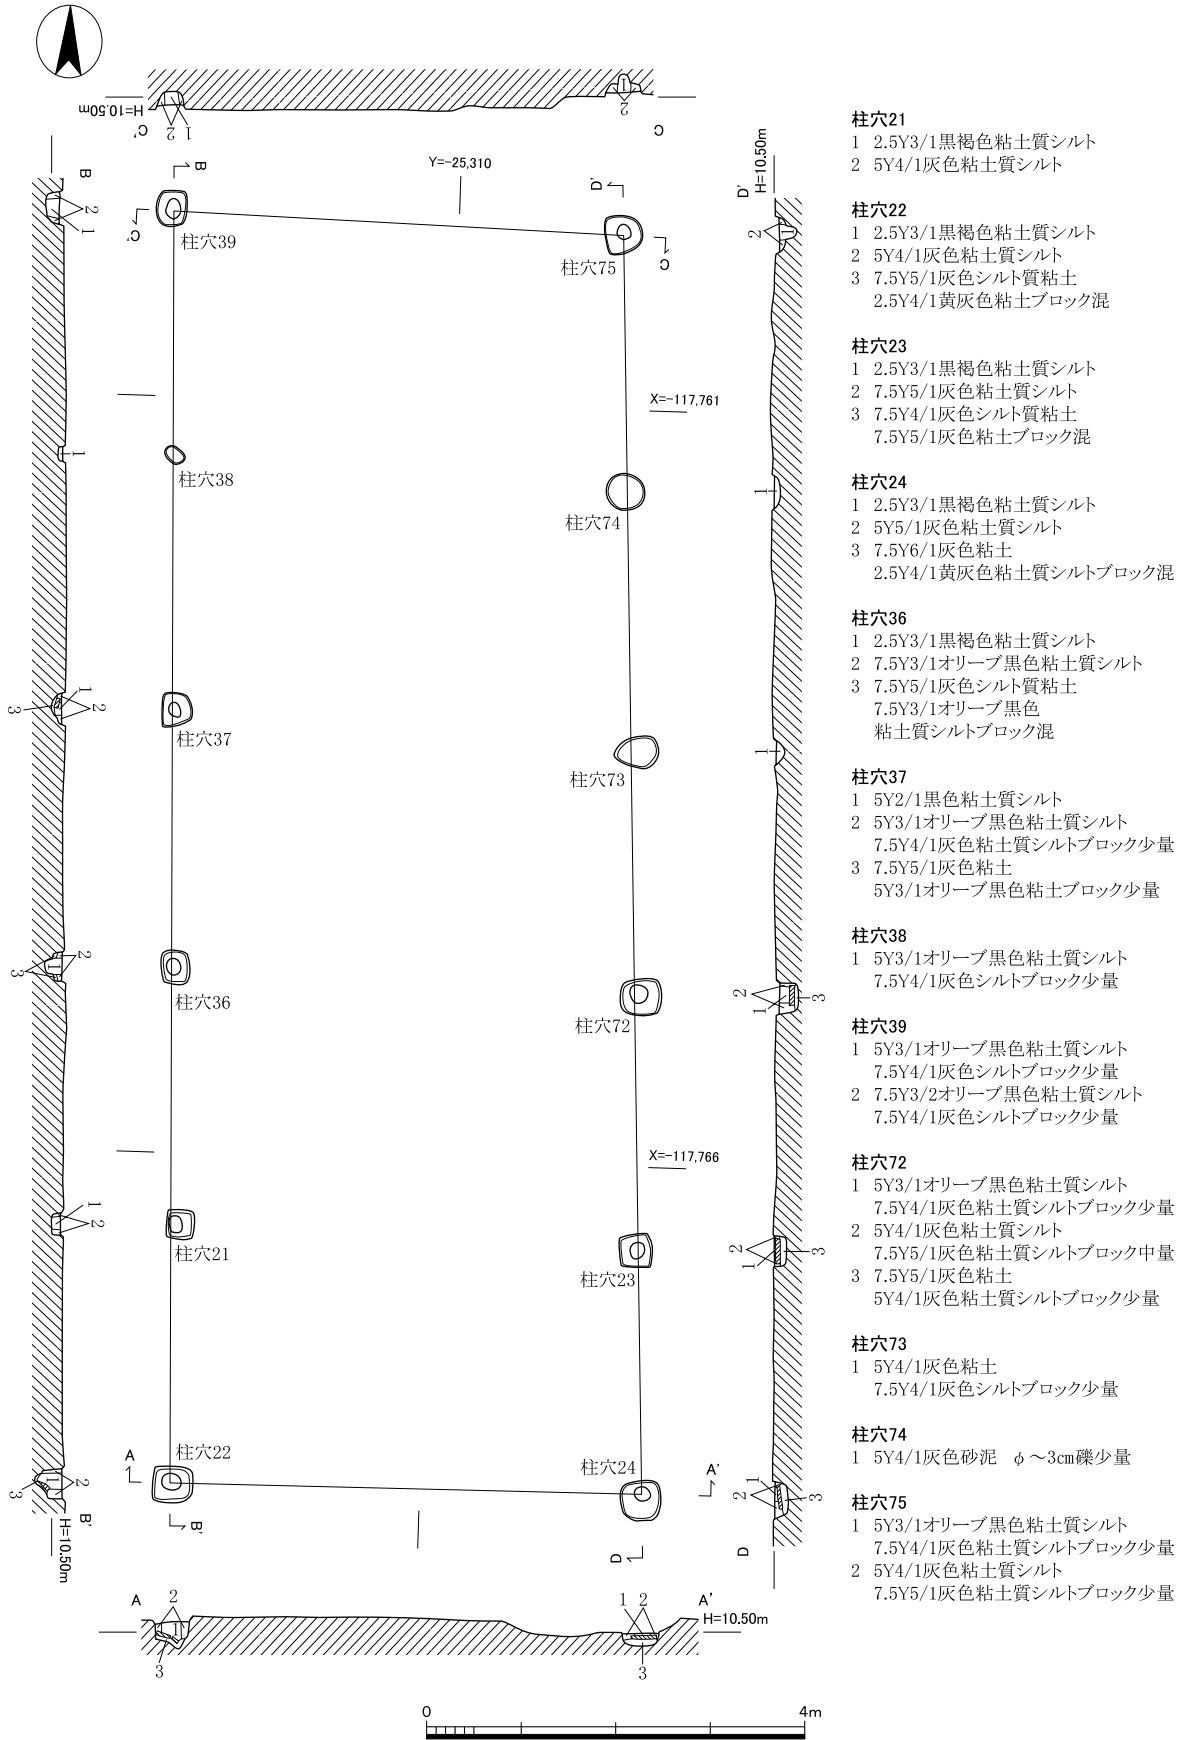 H=10.50m
C'
2
1
1
2
C
B
Y=-25,310
D'
D'
H=10.50m
B
2
1
C'
柱穴39
柱穴75
C
2
1
X=-117,761
1
柱穴38
柱穴74
1
3
1
2
柱穴37
柱穴73
1
3
2
1
柱穴36
柱穴72
2
1
3
X=-117,766
1
2
柱穴21
柱穴23
2
1
3
A
柱穴22
柱穴24
A'
3
1
2
1
2
3
B'
H=10.50m
B'
D
D
A
2
1
3
1
2
3
A'
H=10.50m
0
4m
柱穴21
1 2.5Y3/1黒褐色粘土質シルト
2 5Y4/1灰色粘土質シルト
柱穴22
1 2.5Y3/1黒褐色粘土質シルト
2 5Y4/1灰色粘土質シルト
3 7.5Y5/1灰色シルト質粘土
2.5Y4/1黄灰色粘土ブロック混
柱穴23
1 2.5Y3/1黒褐色粘土質シルト
2 7.5Y5/1灰色粘土質シルト
3 7.5Y4/1灰色シルト質粘土
7.5Y5/1灰色粘土ブロック混
柱穴24
1 2.5Y3/1黒褐色粘土質シルト
2 5Y5/1灰色粘土質シルト
3 7.5Y6/1灰色粘土
2.5Y4/1黄灰色粘土質シルトブロック混
柱穴36
1 2.5Y3/1黒褐色粘土質シルト
2 7.5Y3/1オリーブ黒色粘土質シルト
3 7.5Y5/1灰色シルト質粘土
7.5Y3/1オリーブ黒色
粘土質シルトブロック混
柱穴37
1 5Y2/1黒色粘土質シルト
2 5Y3/1オリーブ黒色粘土質シルト
7.5Y4/1灰色粘土質シルトブロック少量
3 7.5Y5/1灰色粘土
5Y3/1オリーブ黒色粘土ブロック少量
柱穴38
1 5Y3/1オリーブ黒色粘土質シルト
7.5Y4/1灰色シルトブロック少量
柱穴39
1 5Y3/1オリーブ黒色粘土質シルト
7.5Y4/1灰色シルトブロック少量
2 7.5Y3/2オリーブ黒色粘土質シルト
7.5Y4/1灰色シルトブロック少量
柱穴72
1 5Y3/1オリーブ黒色粘土質シルト
7.5Y4/1灰色粘土質シルトブロック少量
2 5Y4/1灰色粘土質シルト
7.5Y5/1灰色粘土質シルトブロック中量
3 7.5Y5/1灰色粘土
5Y4/1灰色粘土質シルトブロック少量
柱穴73
1 5Y4/1灰色粘土
7.5Y4/1灰色シルトブロック少量
柱穴74
1 5Y4/1灰色砂泥 φ～3㎝礫少量
柱穴75
1 5Y3/1オリーブ黒色粘土質シルト
7.5Y4/1灰色粘土質シルトブロック少量
2 5Y4/1灰色粘土質シルト
7.5Y5/1灰色粘土質シルトブロック少量